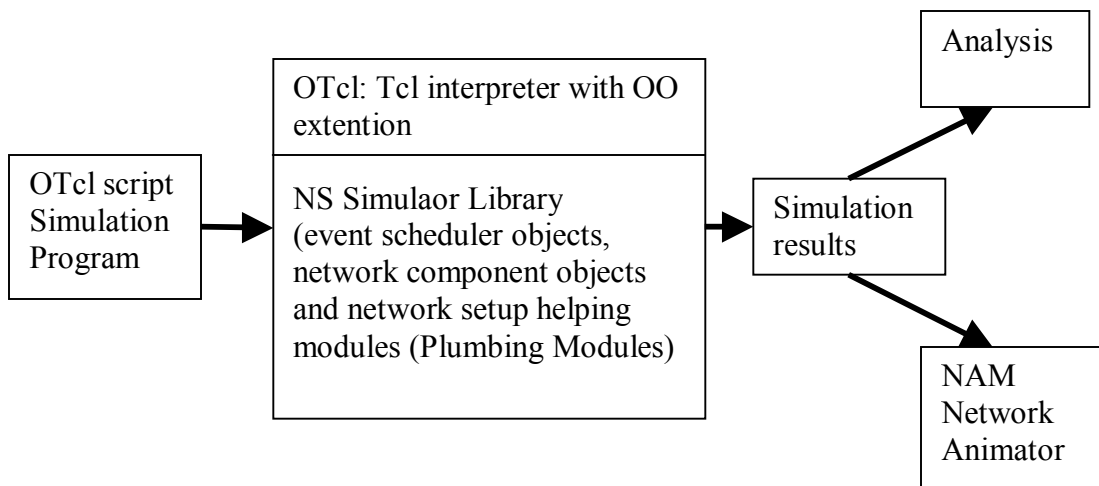 OTcl script
Simulation
Program
OTcl: Tcl interpreter with OO
extention
NS Simulaor Library
(event scheduler objects,
network component objects
and network setup helping
modules (Plumbing Modules)
Simulation
results
Analysis
NAM
Network
Animator